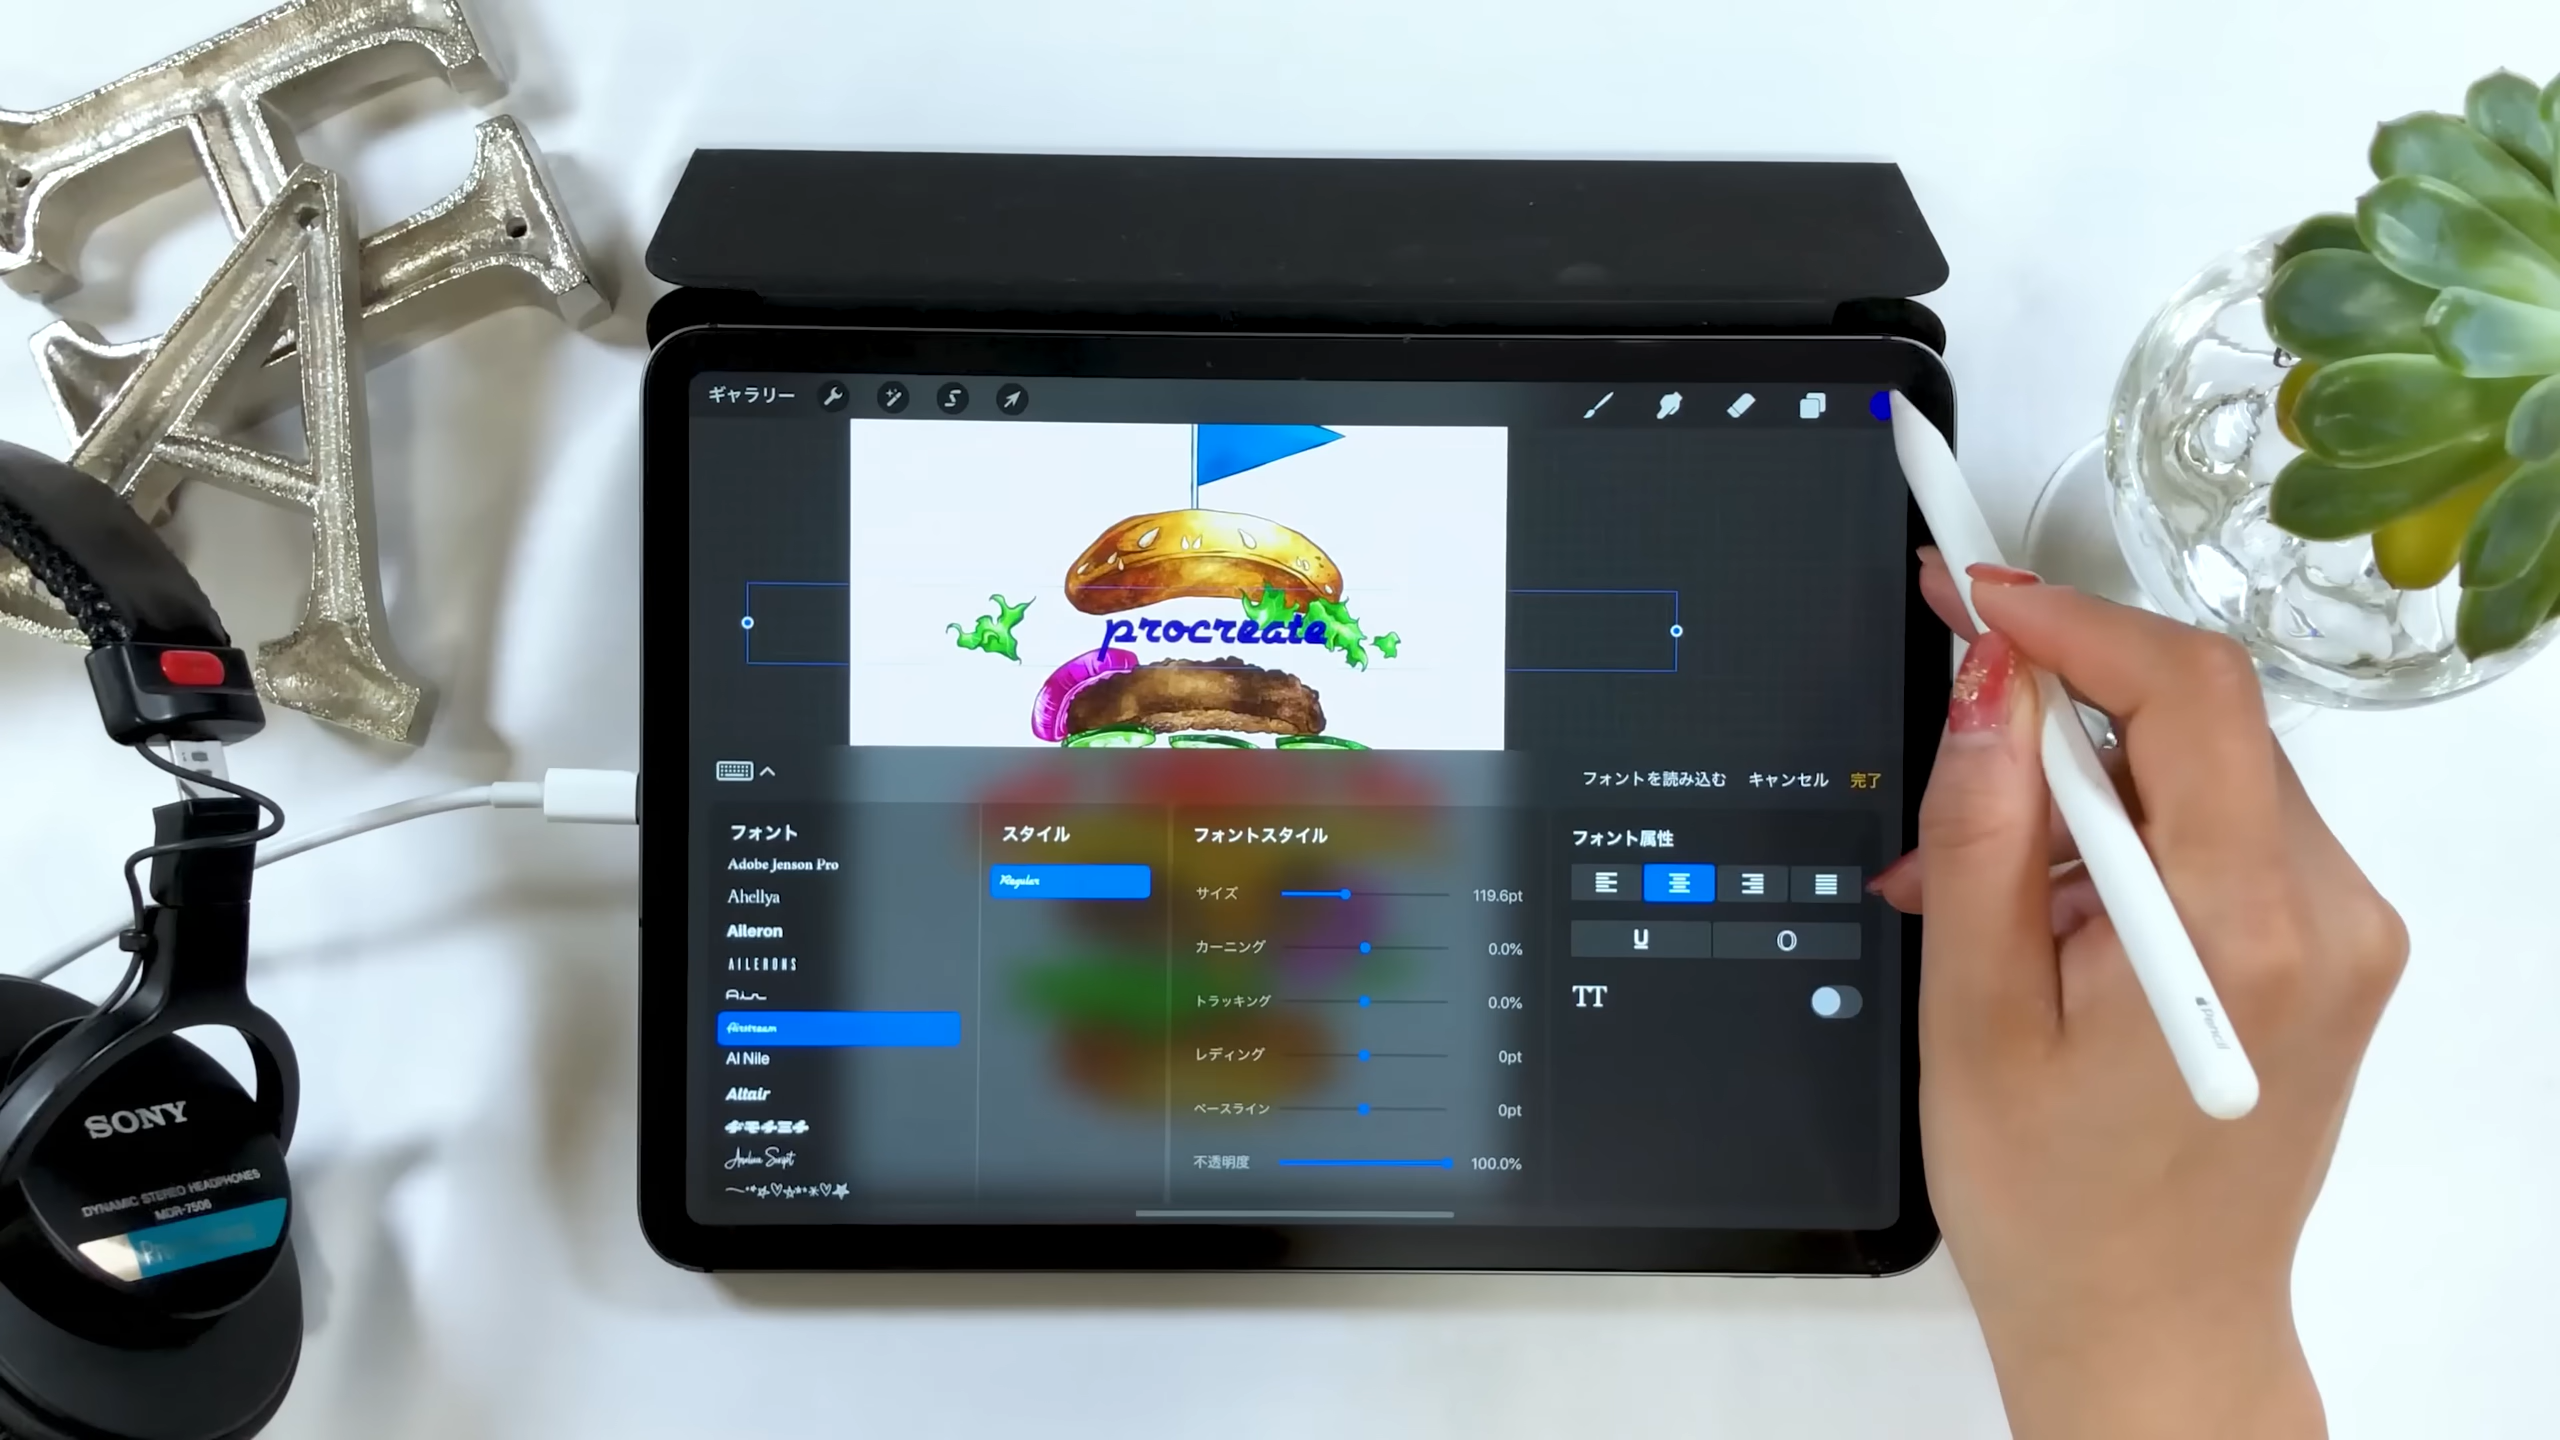 ギャラリー
procreate
フォントを読み込む キャンセル 完了
フォント
Adobe Jenson Pro
Ahellya
Aileron
AILERONS
Air
Airstream
Al Nile
Altair
スタイル
Regular
フォントスタイル
サイズ 119.6pt
カーニング 0.0%
トラッキング 0.0%
レディング 0pt
ベースライン 0pt
不透明度 100.0%
フォント属性
U O
TT
SONY
DYNAMIC STEREO HEADPHONES
MDR-7506
Pencil
T
A